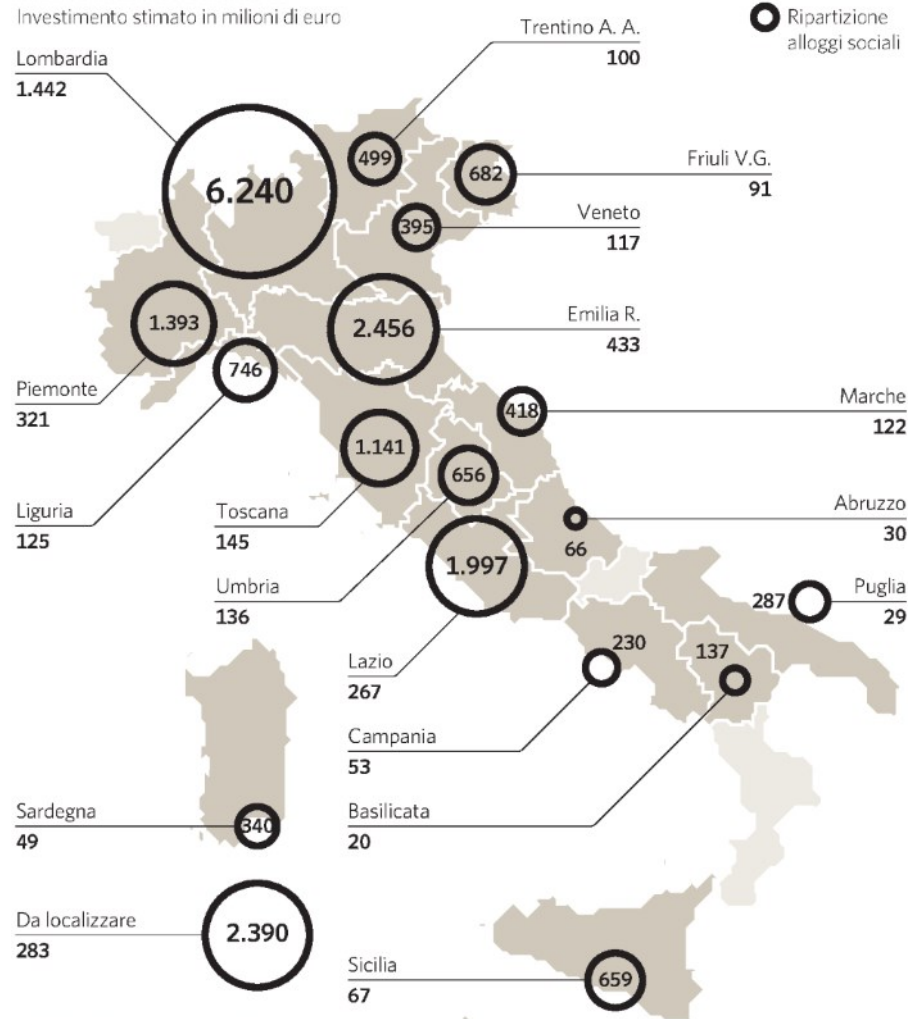 Investimento stimato in milioni di euro
Ripartizione
alloggi sociali
Lombardia
1.442
6.240
Trentino A. A.
100
499
Friuli V.G.
91
682
Veneto
117
395
Emilia R.
433
2.456
Piemonte
321
1.393
Liguria
125
746
Marche
122
418
Toscana
145
1.141
Umbria
136
656
Abruzzo
30
66
Lazio
267
1.997
Puglia
29
287
Campania
53
230
Basilicata
20
137
Sardegna
49
340
Da localizzare
283
2.390
Sicilia
67
659